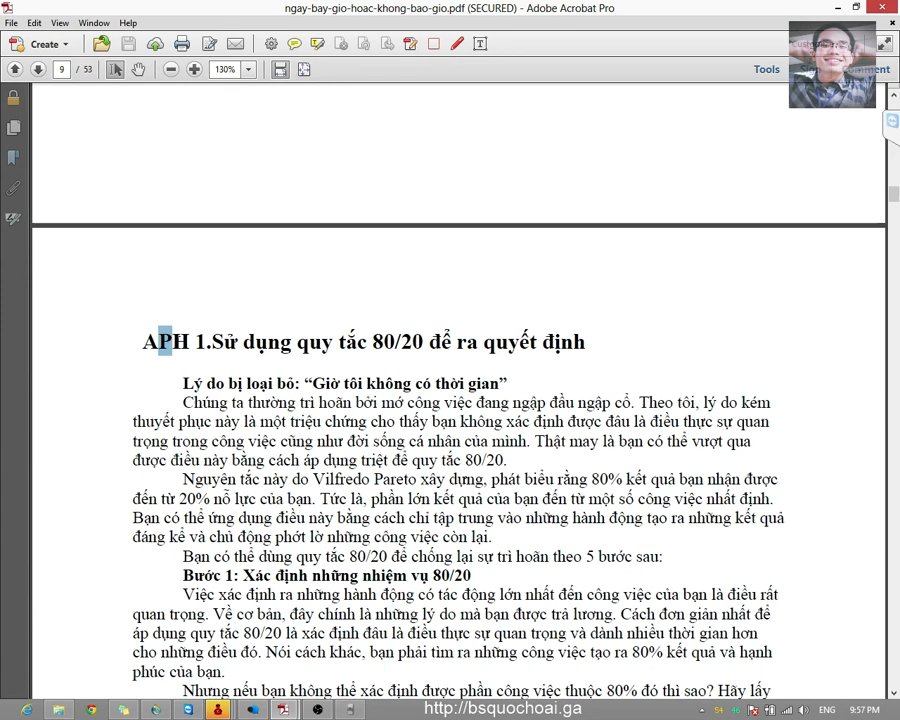 ngay-bay-gio-hoac-khong-bao-gio.pdf (SECURED) - Adobe Acrobat Pro
File Edit View Window Help
Create
9 / 53 130% Tools Comment
APH 1.Sử dụng quy tắc 80/20 để ra quyết định
Lý do bị loại bỏ: “Giờ tôi không có thời gian”
Chúng ta thường trì hoãn bởi mớ công việc đang ngập đầu ngập cổ. Theo tôi, lý do kém
thuyết phục này là một triệu chứng cho thấy bạn không xác định được đâu là điều thực sự quan
trọng trong công việc cũng như đời sống cá nhân của mình. Thật may là bạn có thể vượt qua
được điều này bằng cách áp dụng triệt để quy tắc 80/20.
Nguyên tắc này do Vilfredo Pareto xây dựng, phát biểu rằng 80% kết quả bạn nhận được
đến từ 20% nỗ lực của bạn. Tức là, phần lớn kết quả của bạn đến từ một số công việc nhất định.
Bạn có thể ứng dụng điều này bằng cách chỉ tập trung vào những hành động tạo ra những kết quả
đáng kể và chủ động phớt lờ những công việc còn lại.
Bạn có thể dùng quy tắc 80/20 để chống lại sự trì hoãn theo 5 bước sau:
Bước 1: Xác định những nhiệm vụ 80/20
Việc xác định ra những hành động có tác động lớn nhất đến công việc của bạn là điều rất
quan trọng. Về cơ bản, đây chính là những lý do mà bạn được trả lương. Cách đơn giản nhất để
áp dụng quy tắc 80/20 là xác định đâu là điều thực sự quan trọng và dành nhiều thời gian hơn
cho những điều đó. Nói cách khác, bạn phải tìm ra những công việc tạo ra 80% kết quả và hạnh
phúc của bạn.
Nhưng nếu bạn không thể xác định được phần công việc thuộc 80% đó thì sao? Hãy lấy
http://bsquochoai.ga
54 46 ENG 9:57 PM